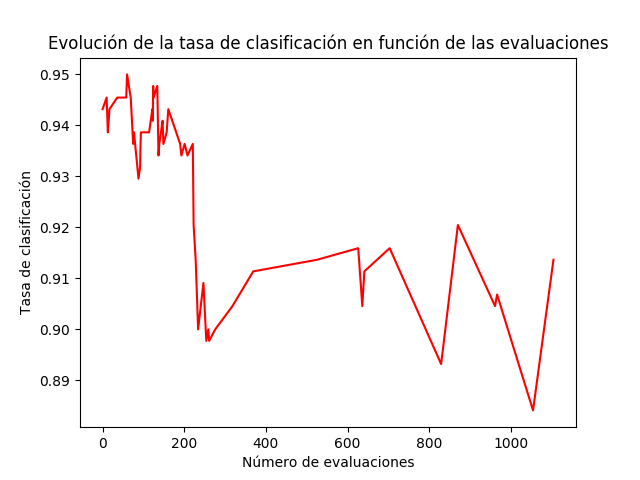 Evolución de la tasa de clasificación en función de las evaluaciones
0.95
0.94
0.93
0.92
0.91
0.90
0.89
Tasa de clasificación
0 200 400 600 800 1000
Número de evaluaciones